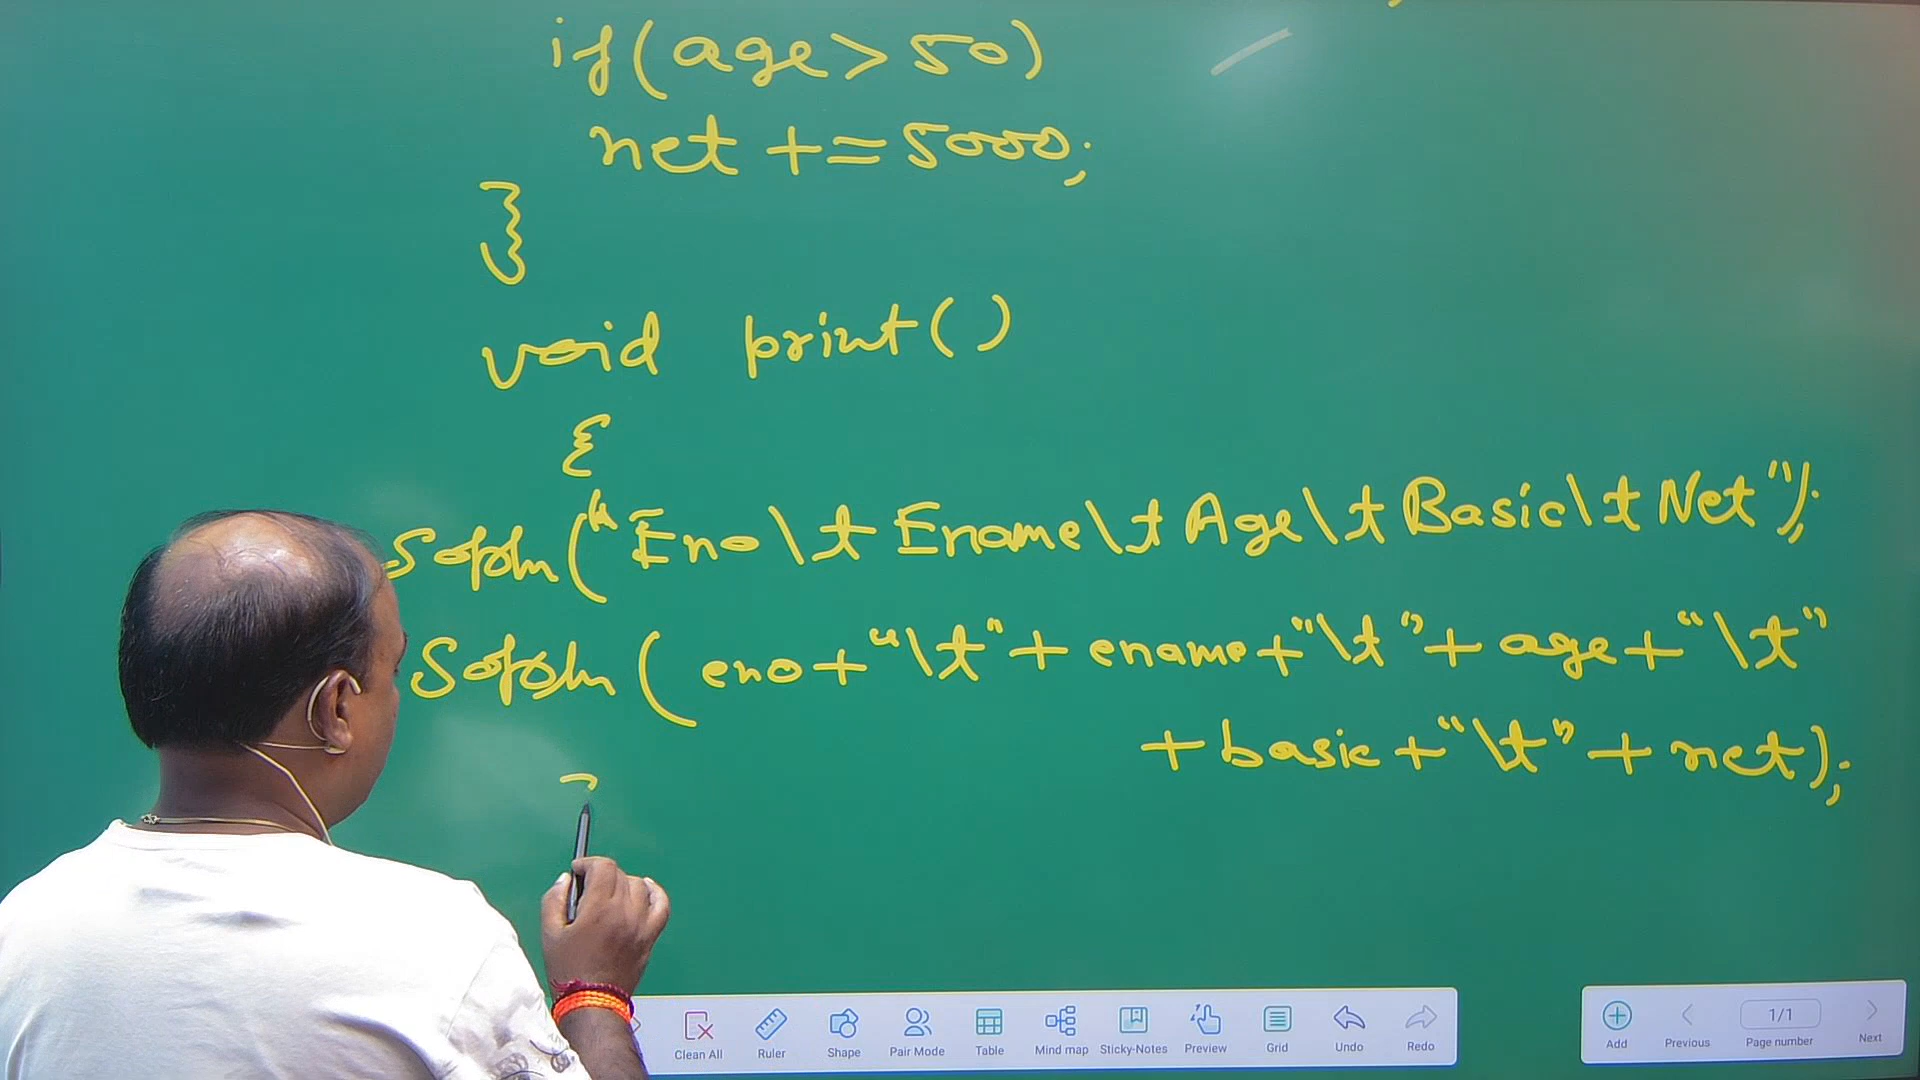 if(age>50)
net +=5000;
}
void print()
{
Sopln("Eno\t Ename\t Age\t Basic\t Net");
Sopln(eno+"\t"+ ename+"\t"+ age+"\t"
+ basic+"\t" + net);
Clean All
Ruler
Shape
Pair Mode
Table
Mind map
Sticky-Notes
Preview
Grid
Undo
Redo
Add
Previous
1/1
Page number
Next